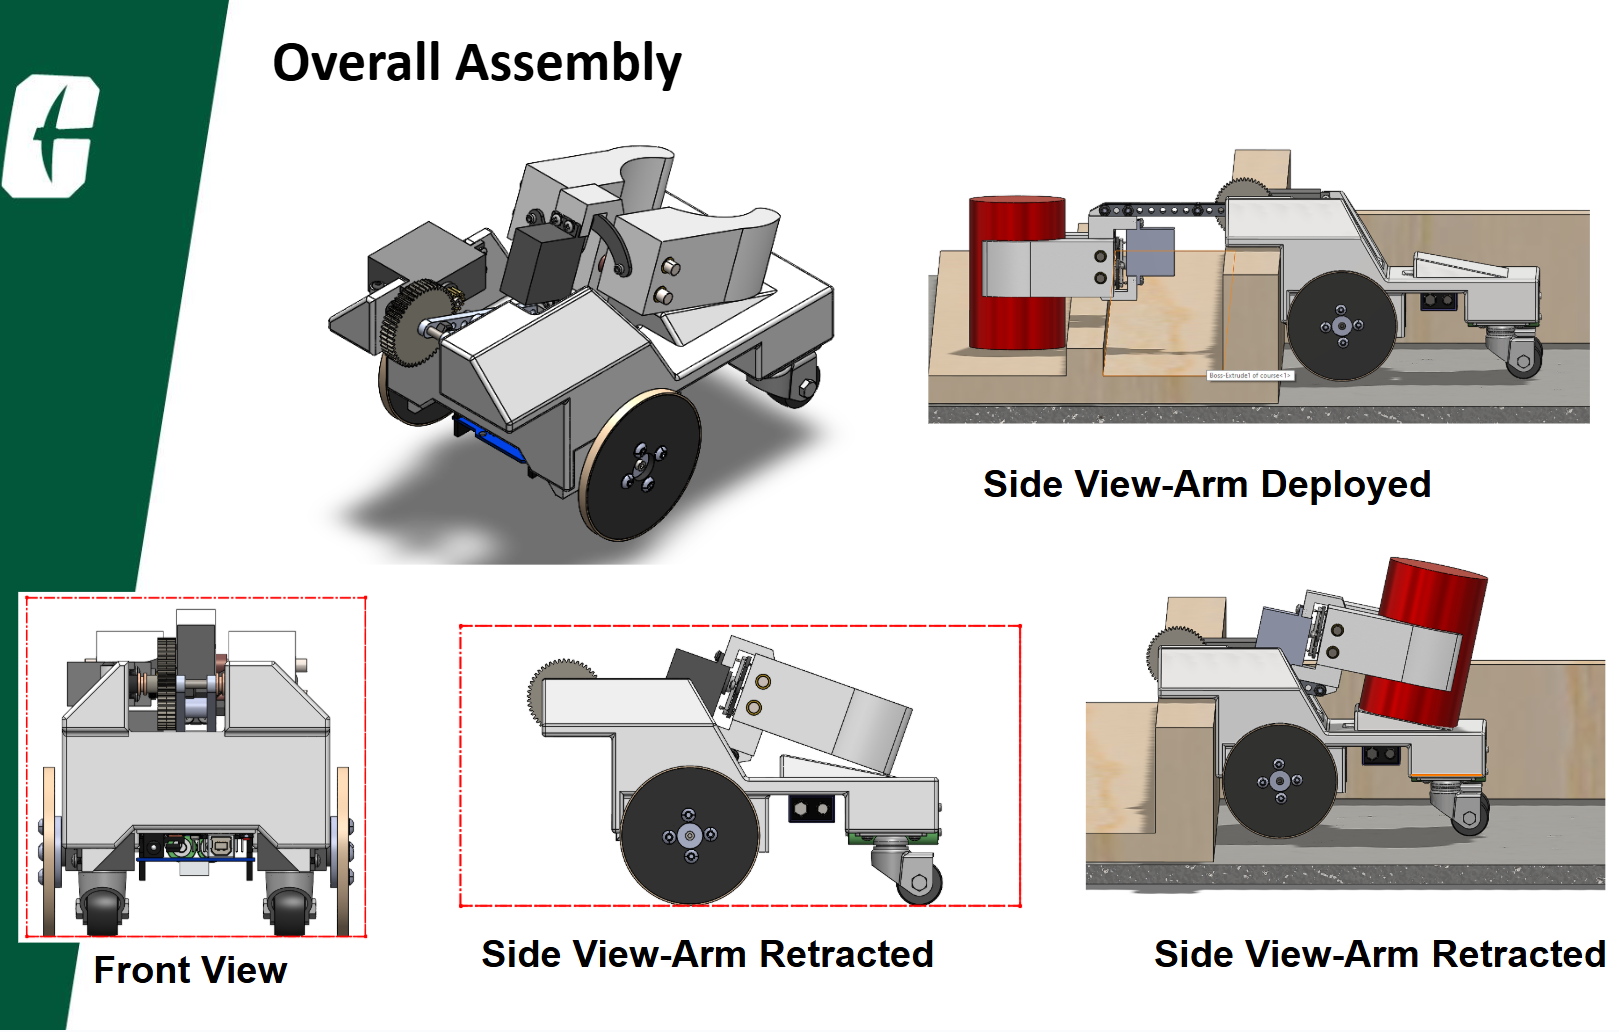 Overall Assembly
Boss-Extrude1 of course<1>
Side View-Arm Deployed
Front View
Side View-Arm Retracted
Side View-Arm Retracted